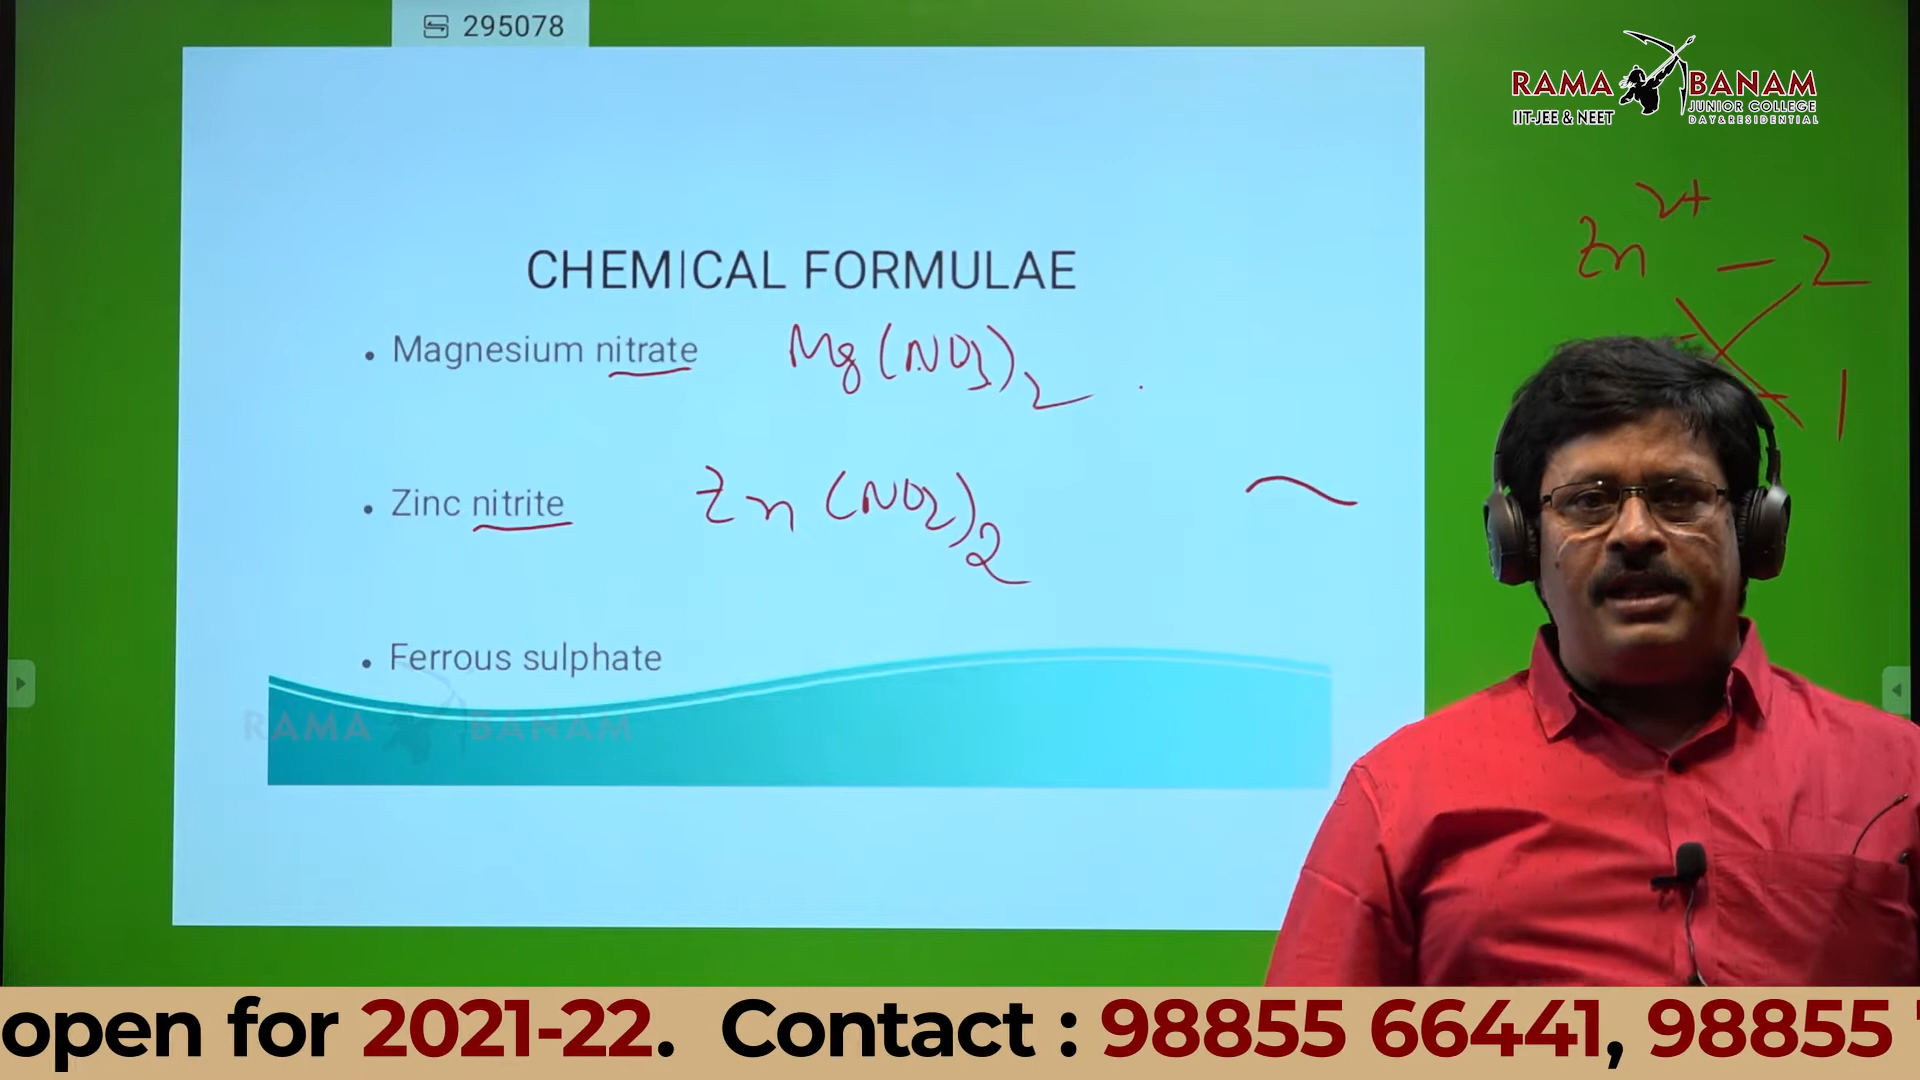 295078
RAMA BANAM
JUNIOR COLLEGE
IIT-JEE & NEET
DAY & RESIDENTIAL
Zn²⁺ – 2
1
CHEMICAL FORMULAE
• Magnesium nitrate Mg(NO₃)₂
• Zinc nitrite Zn(NO₂)₂
• Ferrous sulphate
RAMA BANAM
open for 2021-22. Contact : 98855 66441, 98855